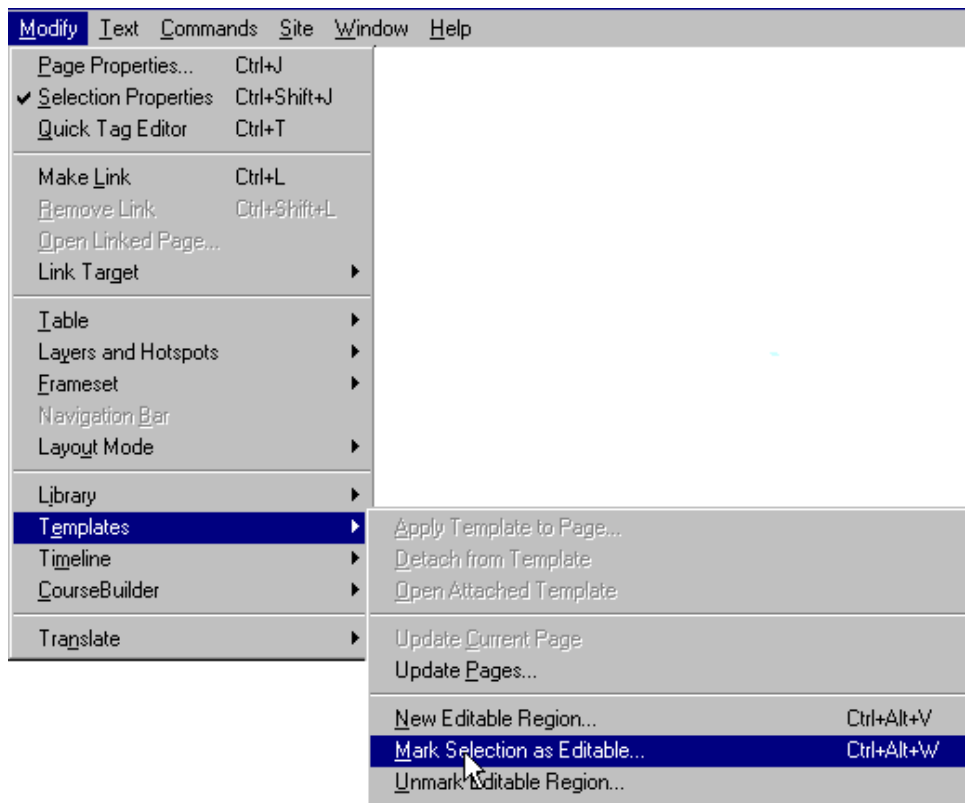 Modify Text Commands Site Window Help
Page Properties... Ctrl+J
✔ Selection Properties Ctrl+Shift+J
Quick Tag Editor Ctrl+T
Make Link Ctrl+L
Remove Link Ctrl+Shift+L
Open Linked Page...
Link Target
Table
Layers and Hotspots
Frameset
Navigation Bar
Layout Mode
Library
Templates
Timeline
CourseBuilder
Translate
Apply Template to Page...
Detach from Template
Open Attached Template
Update Current Page
Update Pages...
New Editable Region... Ctrl+Alt+V
Mark Selection as Editable... Ctrl+Alt+W
Unmark Editable Region...